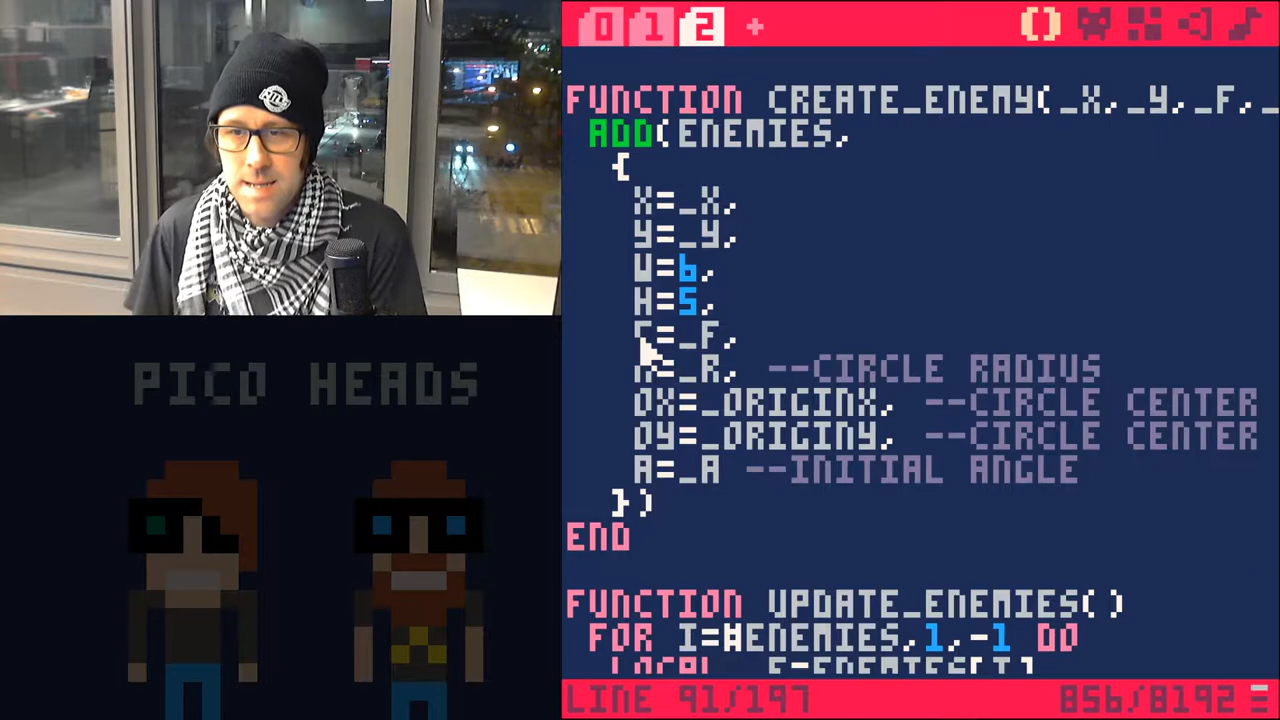 0 1 2 +
FUNCTION CREATE_ENEMY(_X,_Y,_F,_
ADD(ENEMIES,
{
X=_X,
Y=_Y,
W=6,
H=5,
=_F,
=_R, --CIRCLE RADIUS
OX=_ORIGINX, --CIRCLE CENTER
OY=_ORIGINY, --CIRCLE CENTER
A=_A --INITIAL ANGLE
})
END
FUNCTION UPDATE_ENEMIES()
FOR I=#ENEMIES,1,-1 DO
LOCAL E=ENEMIES[I]
LINE 91/197 856/8192
PICO HEADS